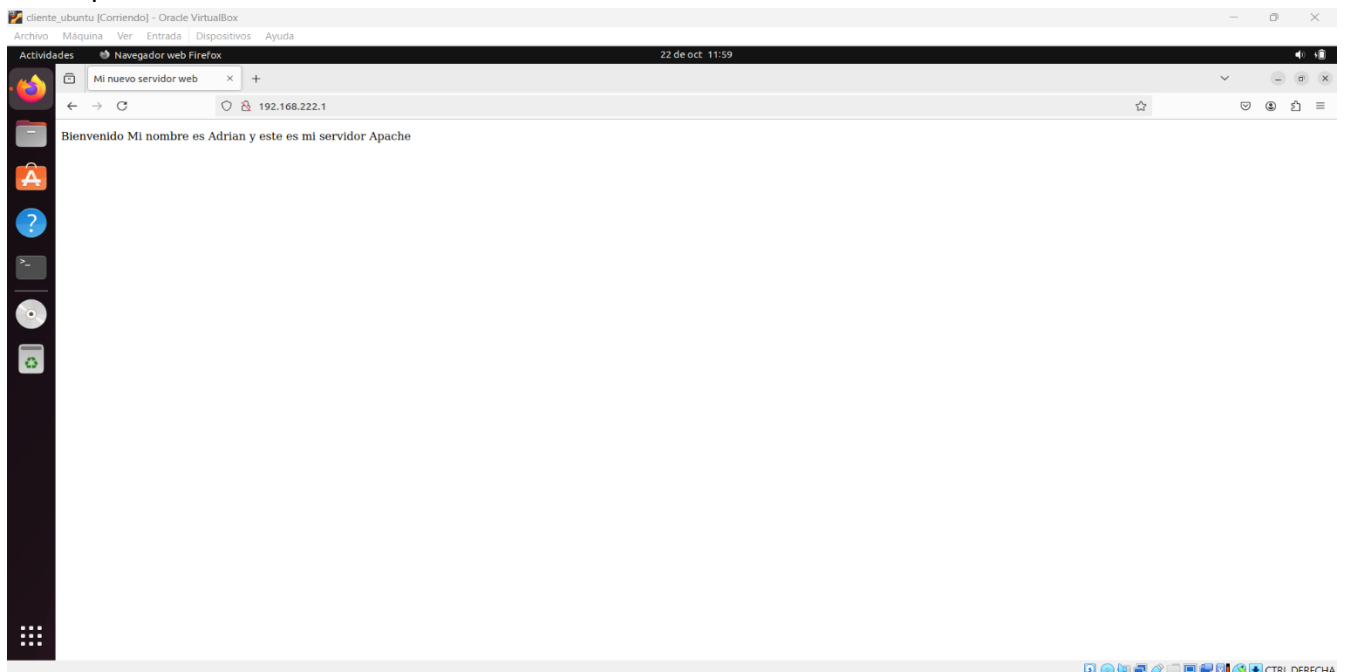 cliente_ubuntu [Corriendo] - Oracle VirtualBox
Archivo Máquina Ver Entrada Dispositivos Ayuda
Actividades Navegador web Firefox 22 de oct 11:59
Mi nuevo servidor web
192.168.222.1
Bienvenido Mi nombre es Adrian y este es mi servidor Apache
CTRL DERECHA